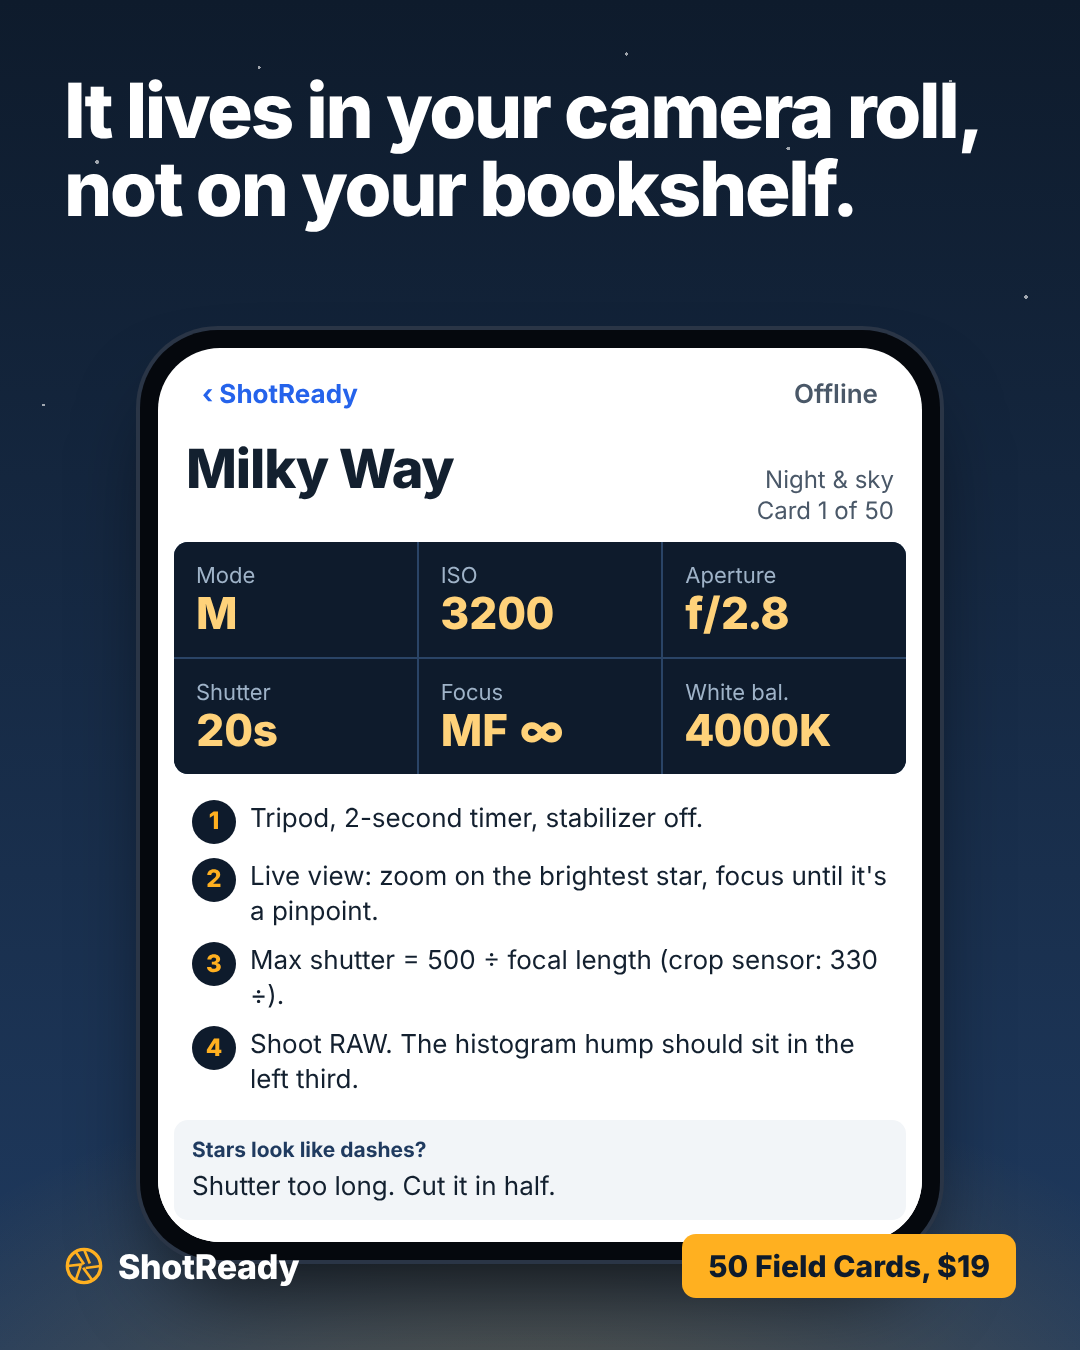 It lives in your camera roll,
not on your bookshelf.
‹ ShotReady
Offline
Milky Way
Night & sky
Card 1 of 50
Mode
M
ISO
3200
Aperture
f/2.8
Shutter
20s
Focus
MF ∞
White bal.
4000K
1 Tripod, 2-second timer, stabilizer off.
2 Live view: zoom on the brightest star, focus until it's
a pinpoint.
3 Max shutter = 500 ÷ focal length (crop sensor: 330
÷).
4 Shoot RAW. The histogram hump should sit in the
left third.
Stars look like dashes?
Shutter too long. Cut it in half.
ShotReady
50 Field Cards, $19